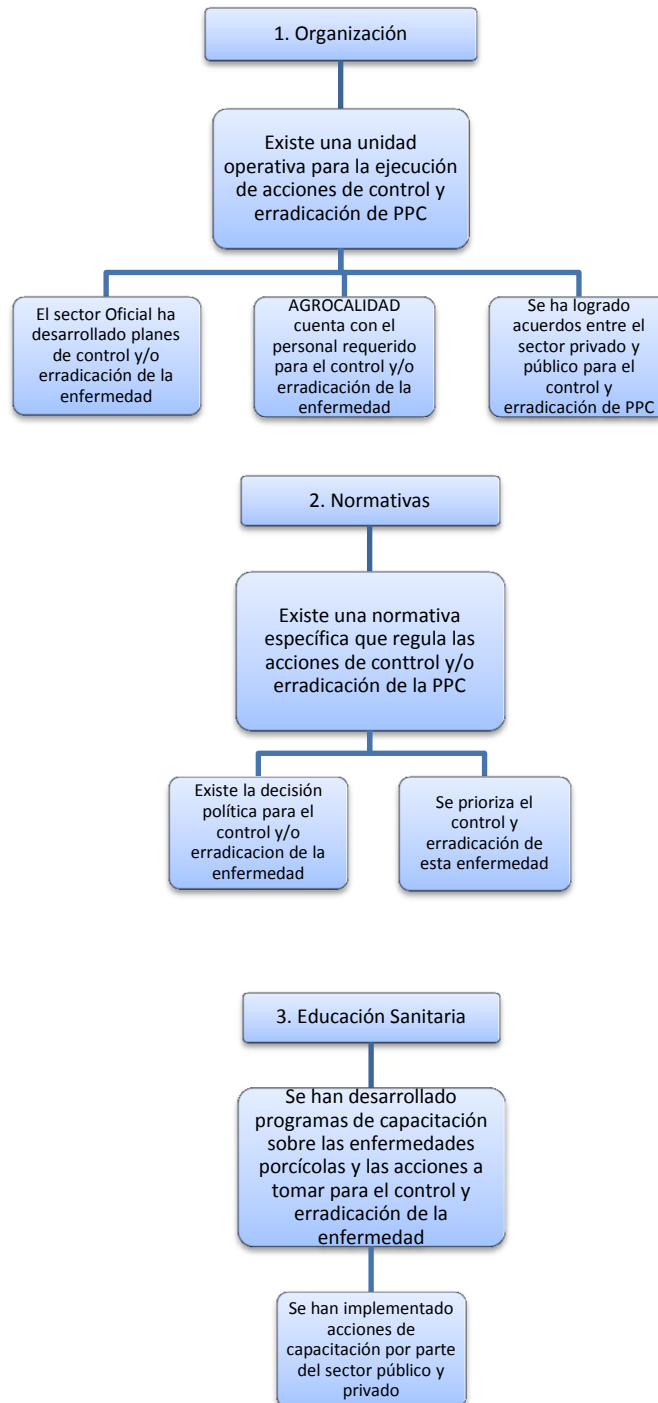 1. Organización
Existe una unidad
operativa para la ejecución
de acciones de control y
erradicación de PPC
El sector Oficial ha
desarrollado planes
de control y/o
erradicación de la
enfermedad
AGROCALIDAD
cuenta con el
personal requerido
para el control y/o
erradicación de la
enfermedad
Se ha logrado
acuerdos entre el
sector privado y
público para el
control y
erradicación de PPC
2. Normativas
Existe una normativa
específica que regula las
acciones de conttrol y/o
erradicación de la PPC
Existe la decisión
política para el
control y/o
erradicacion de la
enfermedad
Se prioriza el
control y
erradicación de
esta enfermedad
3. Educación Sanitaria
Se han desarrollado
programas de capacitación
sobre las enfermedades
porcícolas y las acciones a
tomar para el control y
erradicación de la
enfermedad
Se han implementado
acciones de
capacitación por parte
del sector público y
privado